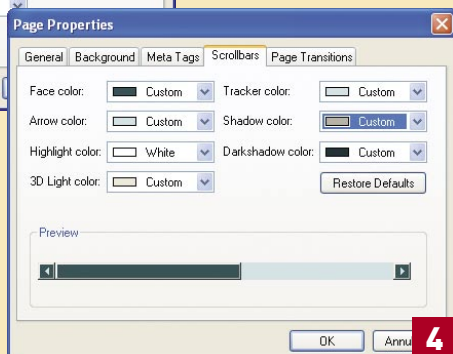 Page Properties
General Background Meta Tags Scrollbars Page Transitions
Face color: Custom Tracker color: Custom
Arrow color: Custom Shadow color: Custom
Highlight color: White Darkshadow color: Custom
3D Light color: Custom Restore Defaults
Preview
OK Annu
4